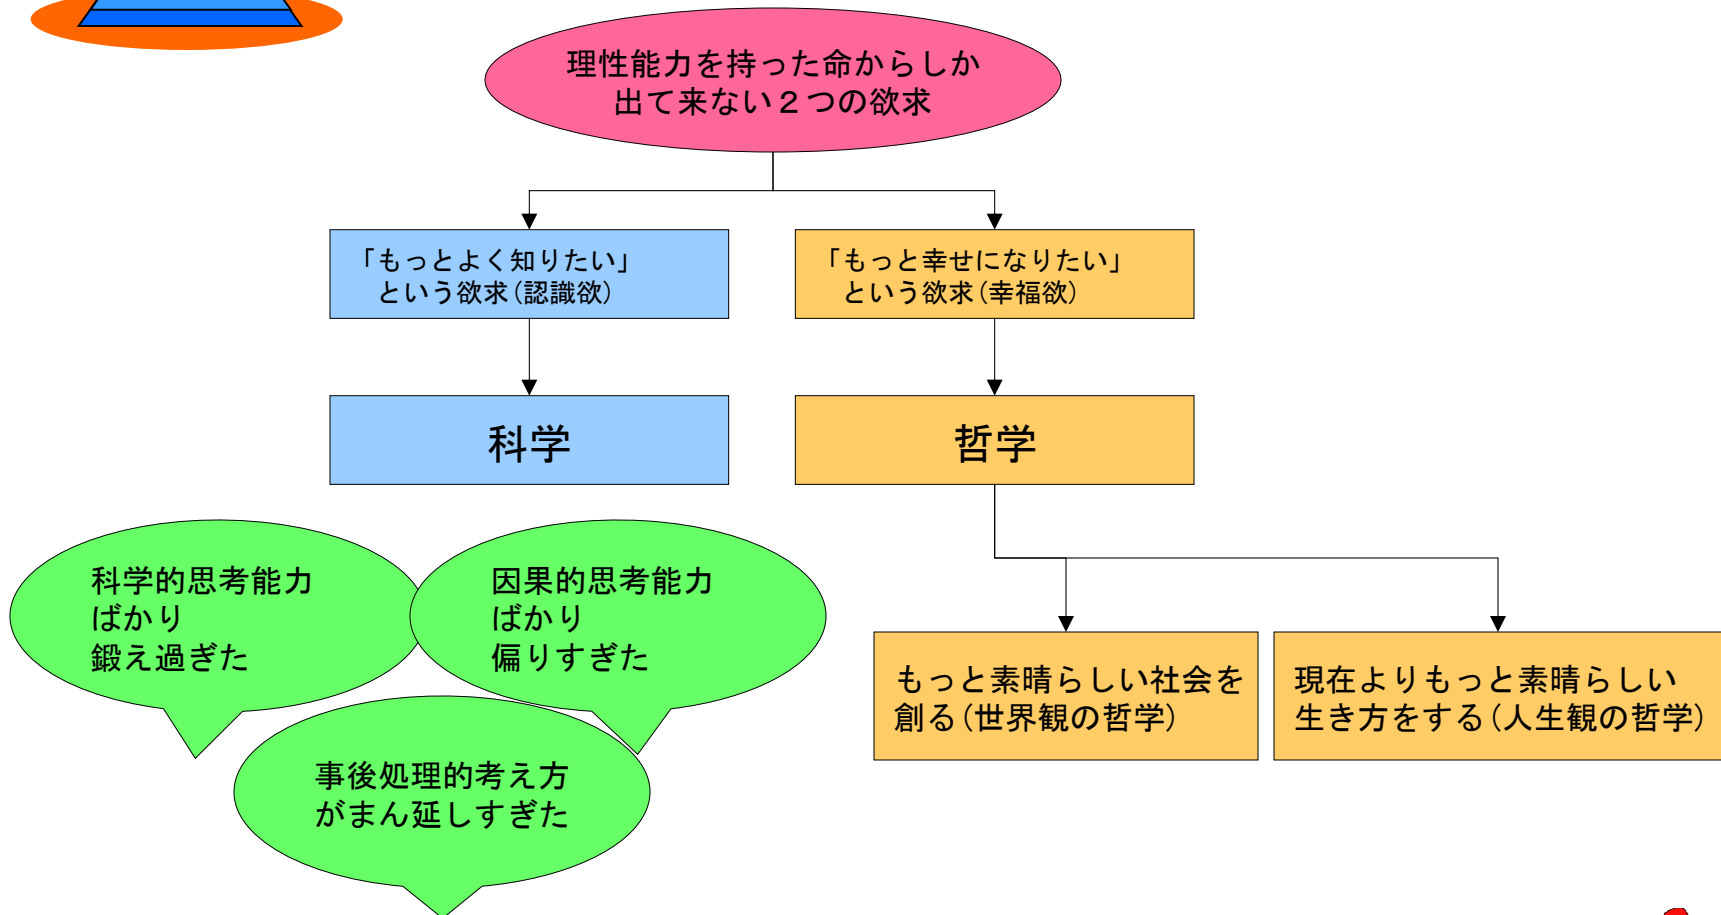 理性能力を持った命からしか
出て来ない２つの欲求
「もっとよく知りたい」
という欲求(認識欲)
「もっと幸せになりたい」
という欲求(幸福欲)
科学
哲学
科学的思考能力
ばかり
鍛え過ぎた
因果的思考能力
ばかり
偏りすぎた
事後処理的考え方
がまん延しすぎた
もっと素晴らしい社会を
創る(世界観の哲学)
現在よりもっと素晴らしい
生き方をする(人生観の哲学)